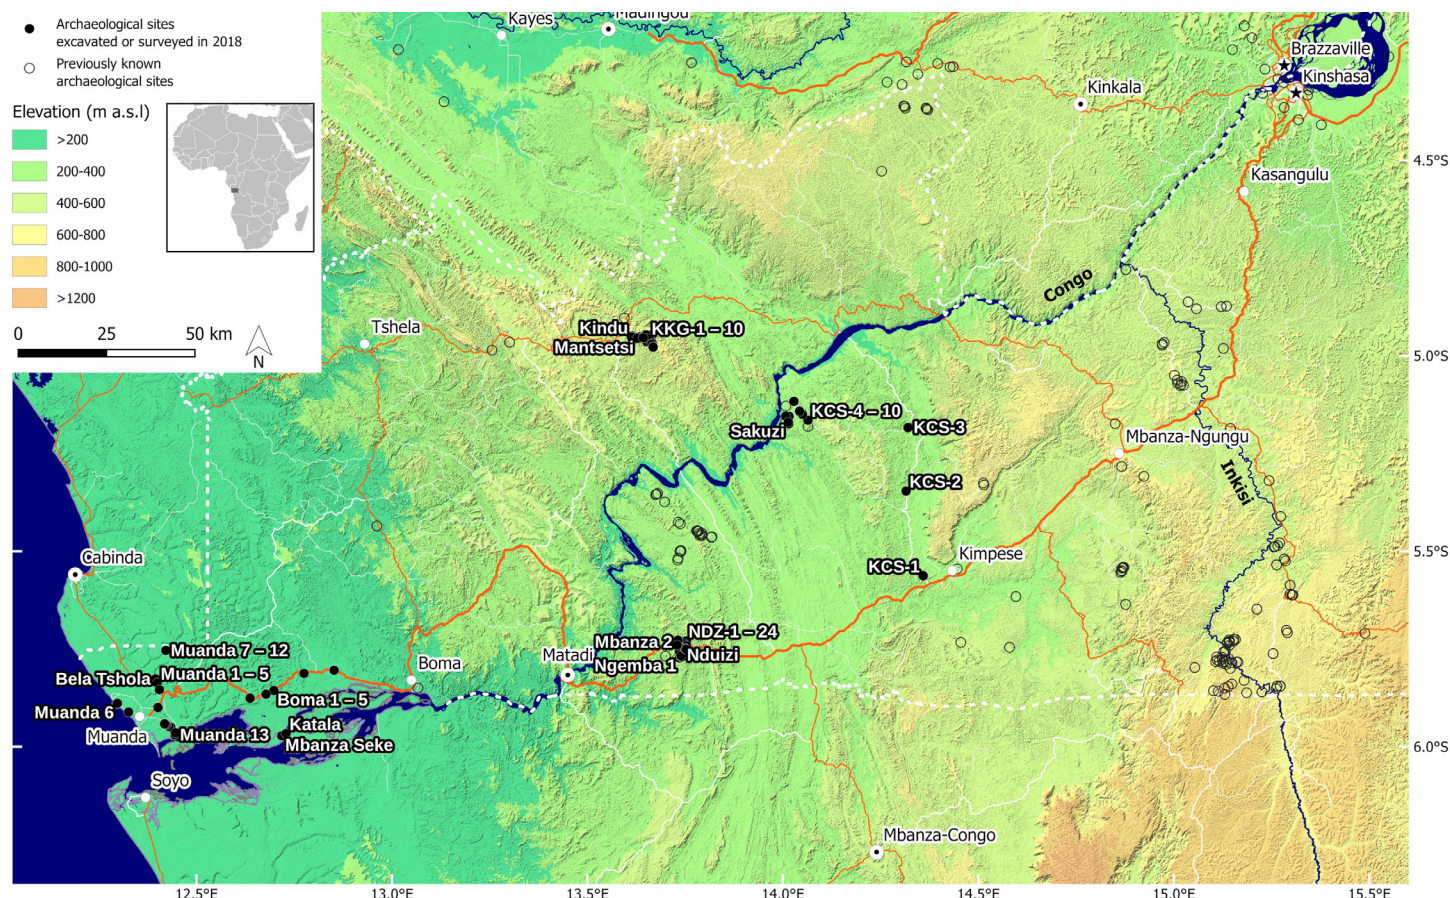 Archaeological sites
excavated or surveyed in 2018
Previously known
archaeological sites
Elevation (m a.s.l)
>200
200-400
400-600
600-800
800-1000
>1200
0 25 50 km
N
Kayes
Madingou
Brazzaville
Kinshasa
Kinkala
Kasangulu
4.5°S
Congo
Tshela
Kindu
KKG-1 – 10
Mantsetsi
5.0°S
KCS-4 – 10
Sakuzi
KCS-3
Mbanza-Ngungu
KCS-2
Inkisi
Cabinda
KCS-1
Kimpese
5.5°S
Mbanza 2
NDZ-1 – 24
Nduizi
Ngemba 1
Matadi
Boma
Muanda 7 – 12
Bela Tshola
Muanda 1 – 5
Boma 1 – 5
Muanda 6
Muanda
Muanda 13
Katala
Mbanza Seke
6.0°S
Soyo
Mbanza-Congo
12.5°E
13.0°E
13.5°E
14.0°E
14.5°E
15.0°E
15.5°E